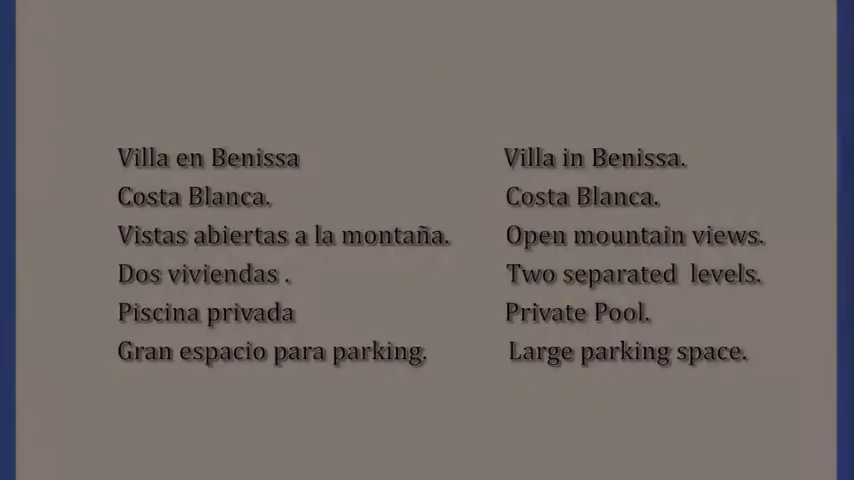 Villa en Benissa
Costa Blanca.
Vistas abiertas a la montaña.
Dos viviendas .
Piscina privada
Gran espacio para parking.
Villa in Benissa.
Costa Blanca.
Open mountain views.
Two separated levels.
Private Pool.
Large parking space.